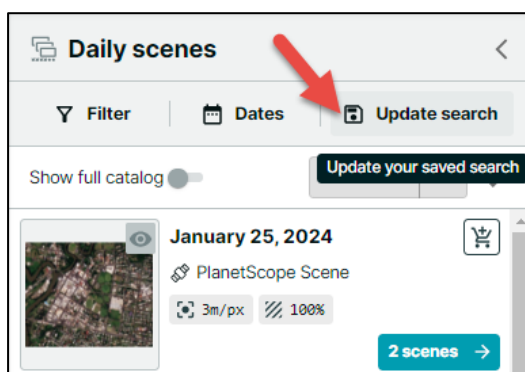 Daily scenes
Filter
Dates
Update search
Show full catalog
Update your saved search
January 25, 2024
PlanetScope Scene
3m/px
100%
2 scenes